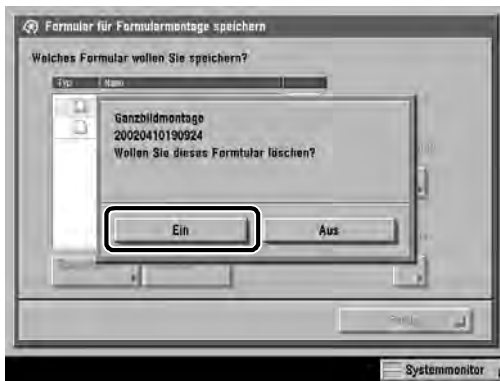 Formular für Formularmontage speichern
Welches Formular wollen Sie speichern?
Typ Name
Ganzbildmontage
20020410190924
Wollen Sie dieses Formtular löschen?
Ein Aus
Systemmonitor